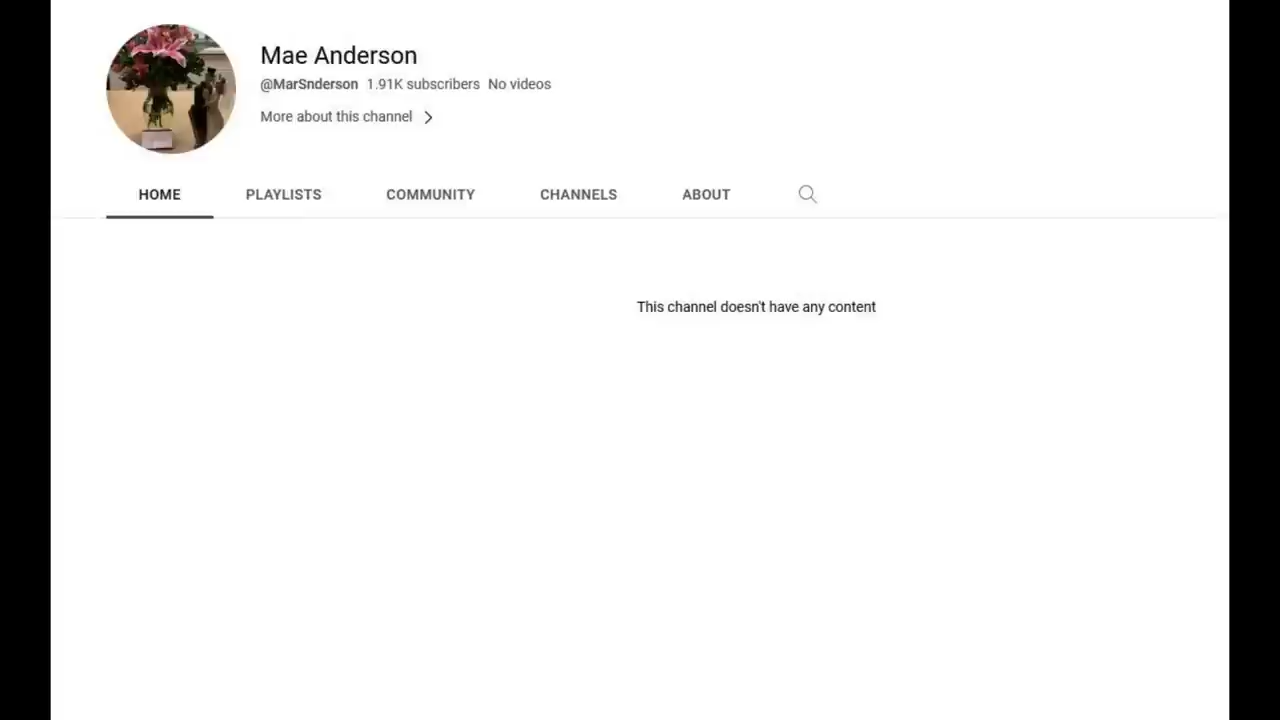 Mae Anderson
@MarSnderson 1.91K subscribers No videos
More about this channel
HOME PLAYLISTS COMMUNITY CHANNELS ABOUT
This channel doesn't have any content